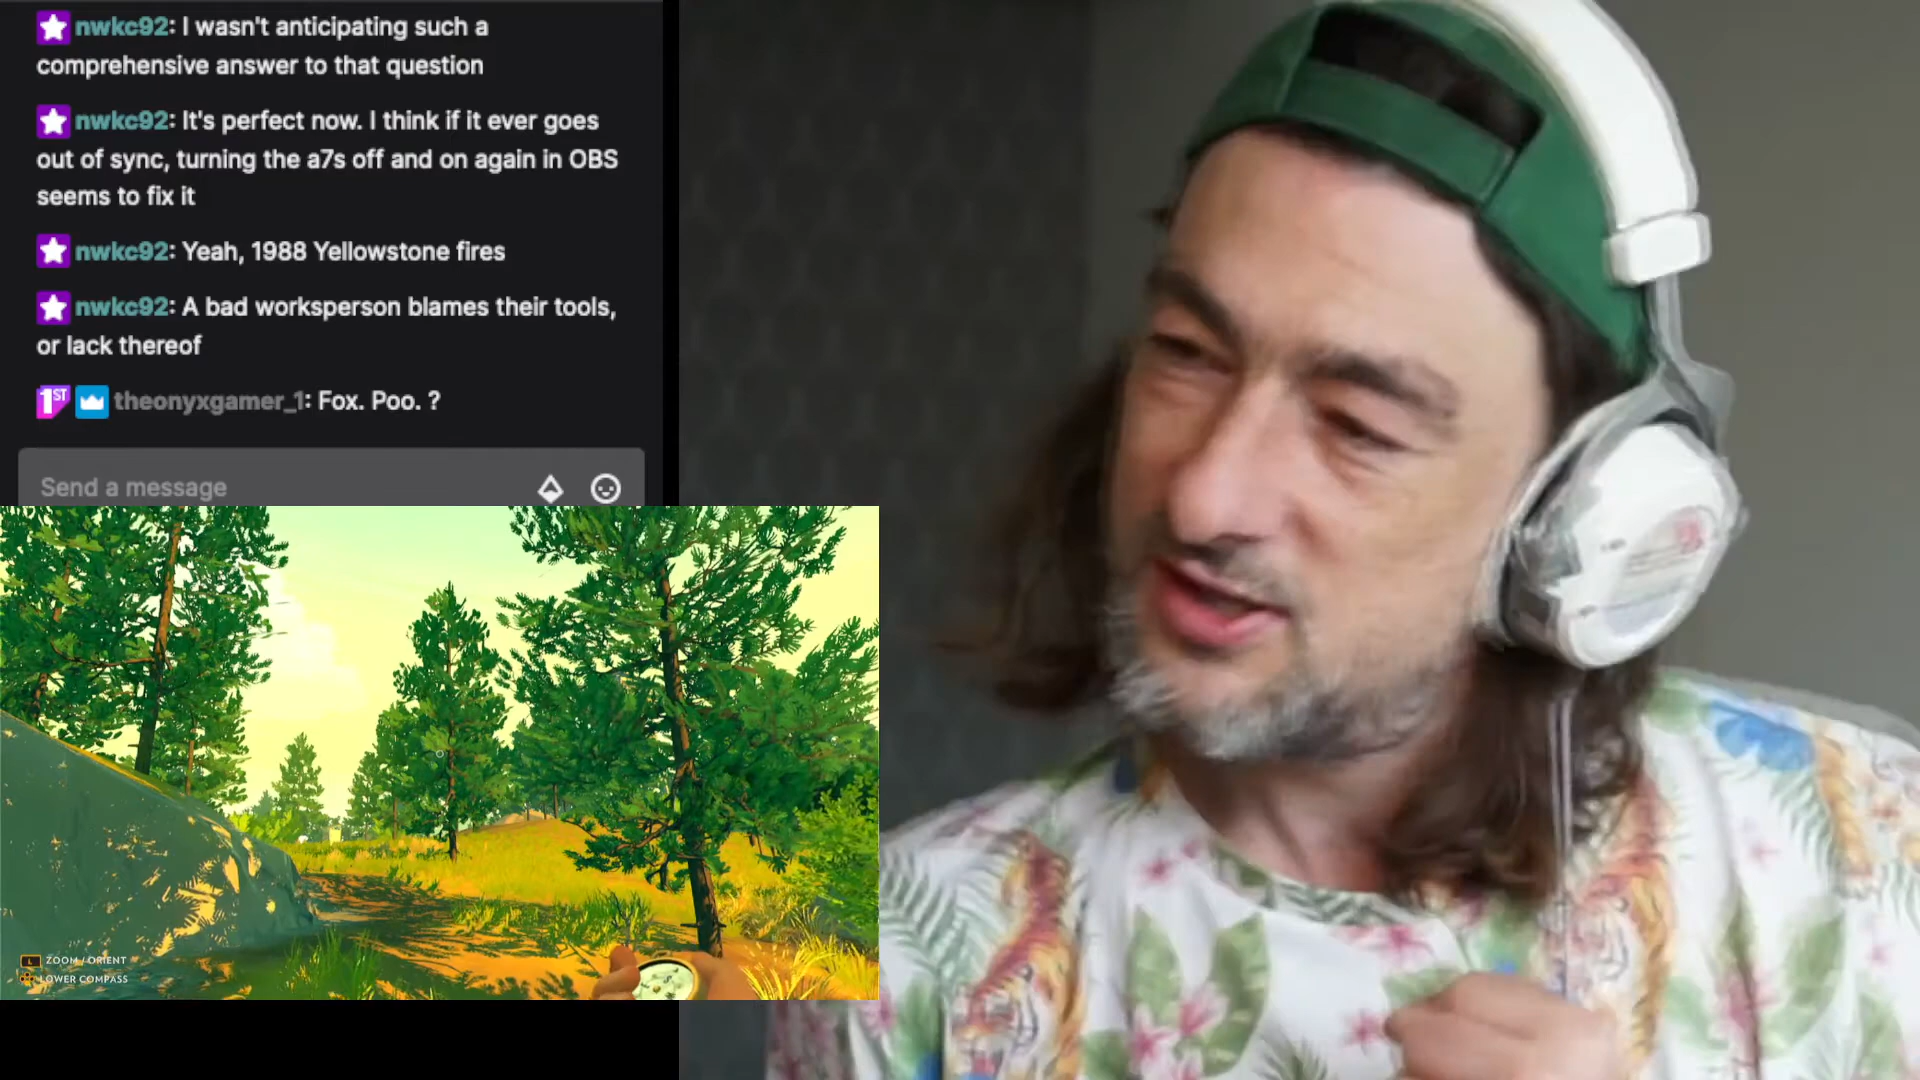 nwkc92: I wasn't anticipating such a
comprehensive answer to that question
nwkc92: It's perfect now. I think if it ever goes
out of sync, turning the a7s off and on again in OBS
seems to fix it
nwkc92: Yeah, 1988 Yellowstone fires
nwkc92: A bad worksperson blames their tools,
or lack thereof
1ST theonyxgamer_1: Fox. Poo. ?
Send a message
L ZOOM / ORIENT
LOWER COMPASS